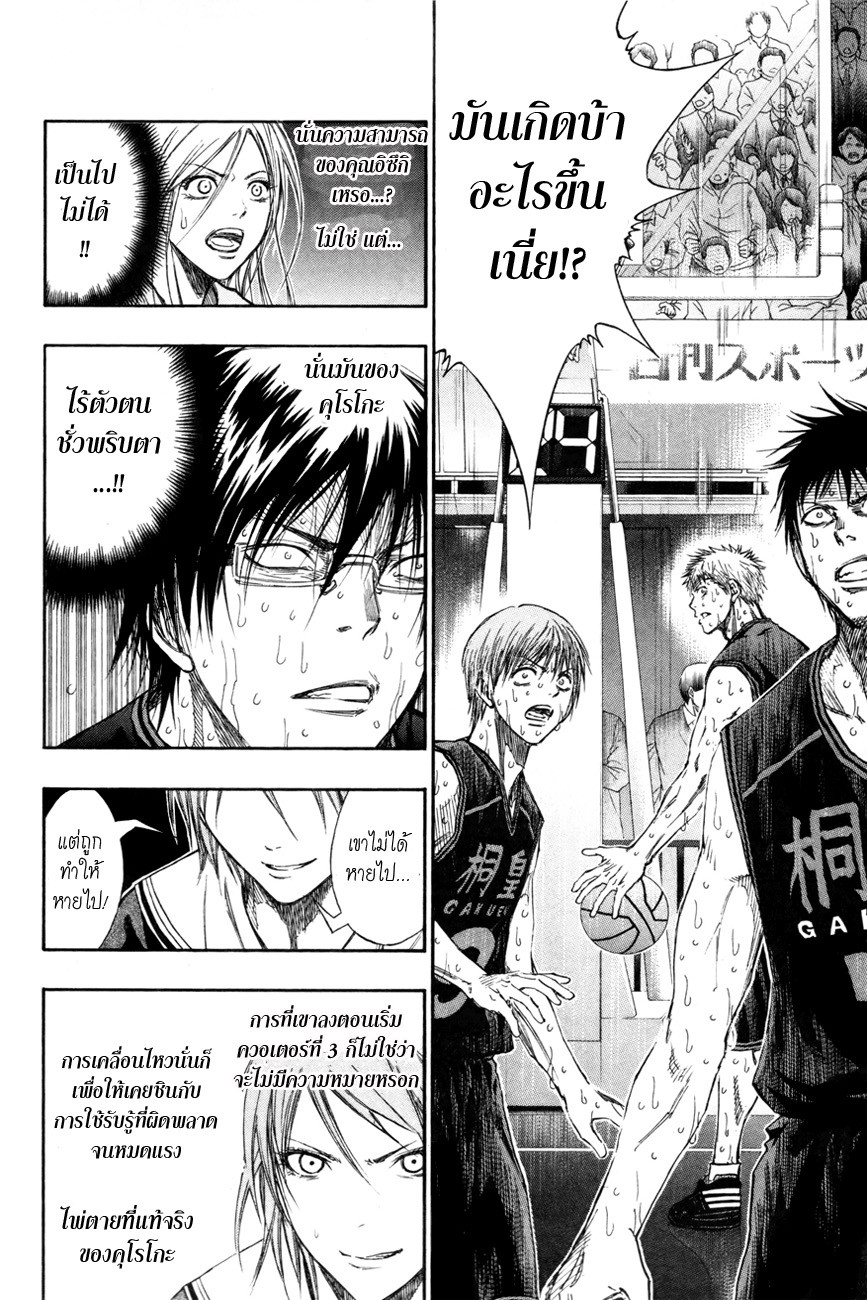 มันเกิดบ้า
อะไรขึ้น
เนี่ย!?
日刊スポーツ
桐皇
GAKUEN
桐
GA
นั่นความสามารถ
ของคุณอิซึกิ
เหรอ...?
ไม่ใช่ แต่...
เป็นไป
ไม่ได้
!!
นั่นมันของ
คุโรโกะ
ไร้ตัวตน
ชั่วพริบตา
...!!
เขาไม่ได้
หายไป...
แต่ถูก
ทำให้
หายไป!
การที่เขาลงตอนเริ่ม
ควอเตอร์ที่ 3 ก็ไม่ใช่ว่า
จะไม่มีความหมายหรอก
การเคลื่อนไหวนั่นก็
เพื่อให้เคยชินกับ
การใช้รับรู้ที่ผิดพลาด
จนหมดแรง
ไพ่ตายที่แท้จริง
ของคุโรโกะ